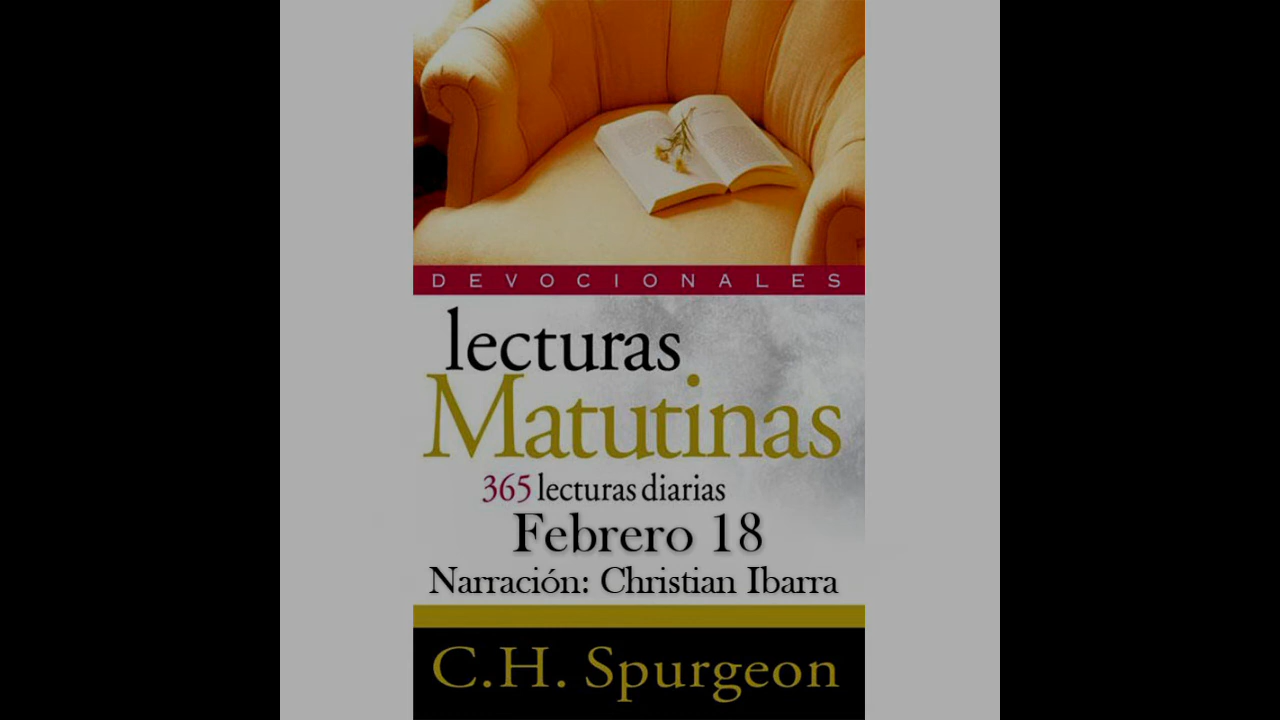 DEVOCIONALES
lecturas
Matutinas
365 lecturas diarias
Febrero 18
Narración: Christian Ibarra
C.H. Spurgeon